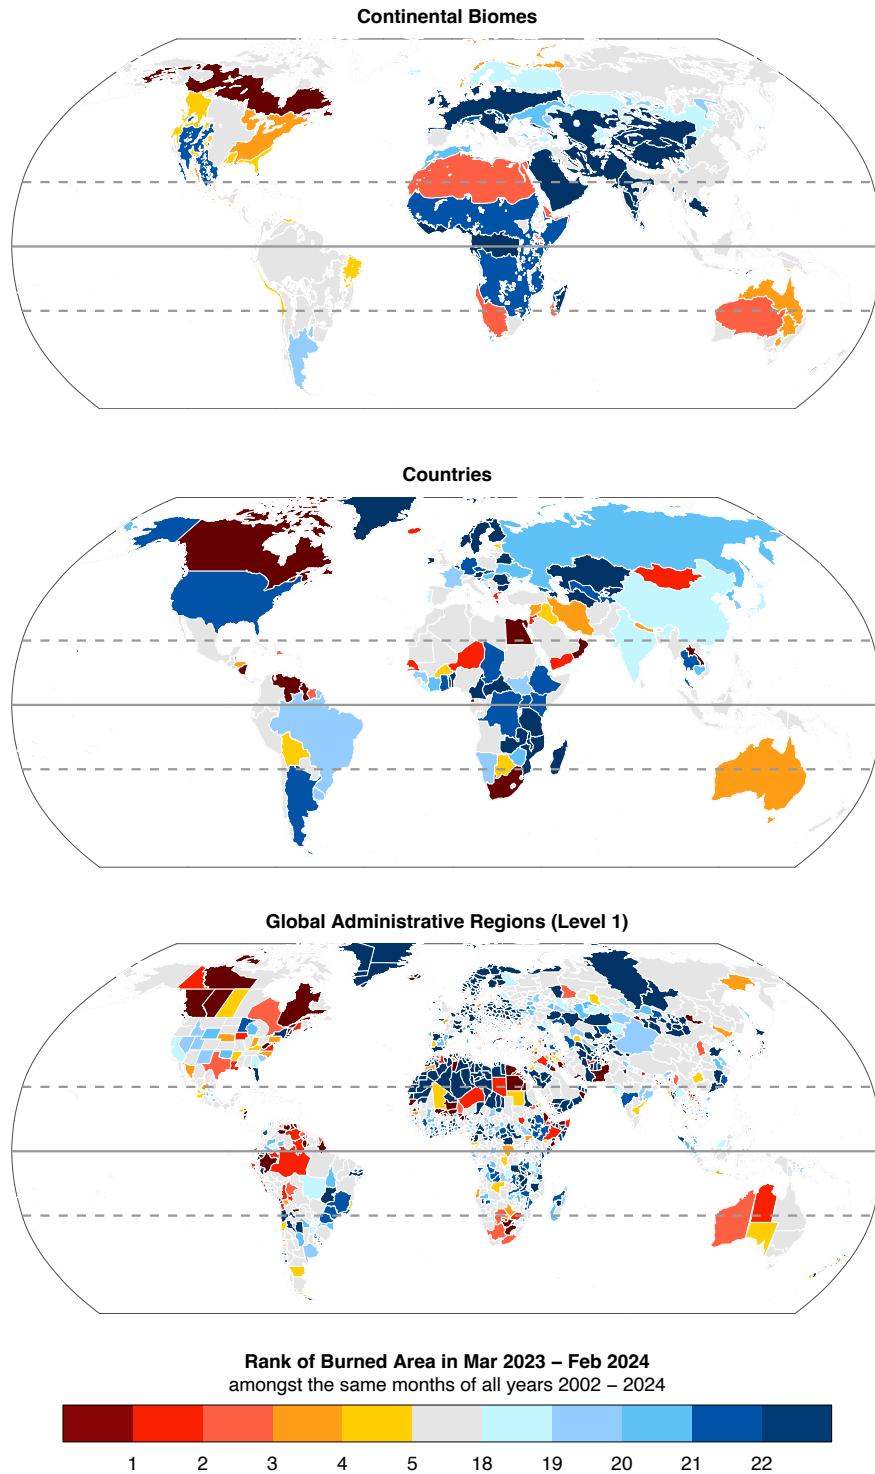 Continental Biomes
Countries
Global Administrative Regions (Level 1)
Rank of Burned Area in Mar 2023 − Feb 2024
amongst the same months of all years 2002 − 2024
1 2 3 4 5 18 19 20 21 22